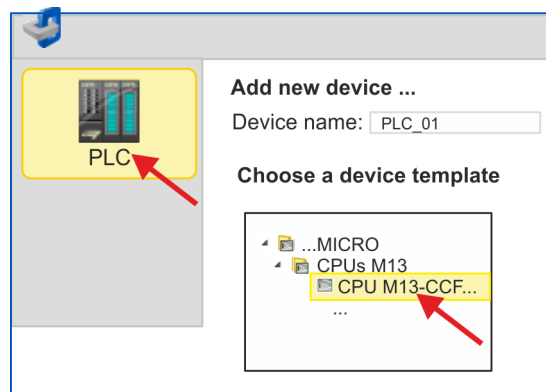 PLC
Add new device ...
Device name: PLC_01
Choose a device template
...MICRO
CPUs M13
CPU M13-CCF...
...